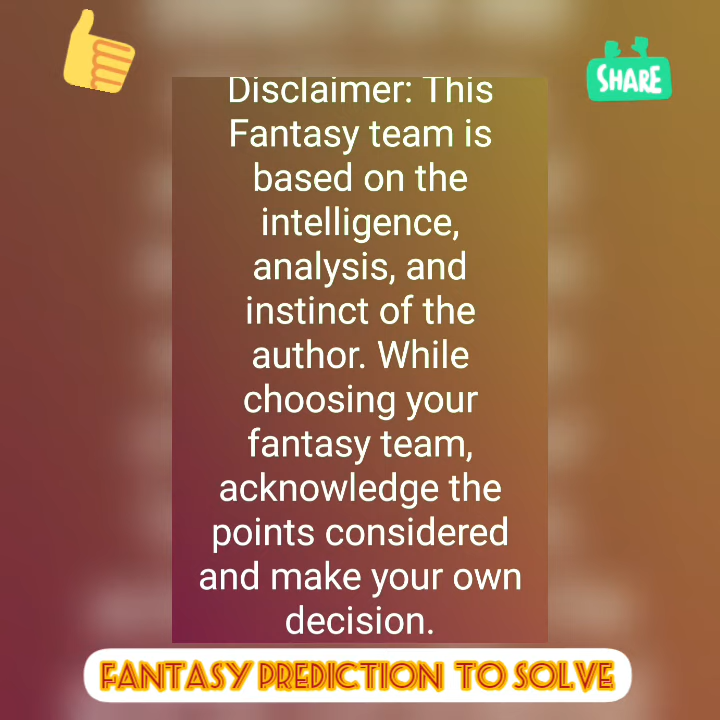 SHARE
Disclaimer: This
Fantasy team is
based on the
intelligence,
analysis, and
instinct of the
author. While
choosing your
fantasy team,
acknowledge the
points considered
and make your own
decision.
FANTASY PREDICTION TO SOLVE